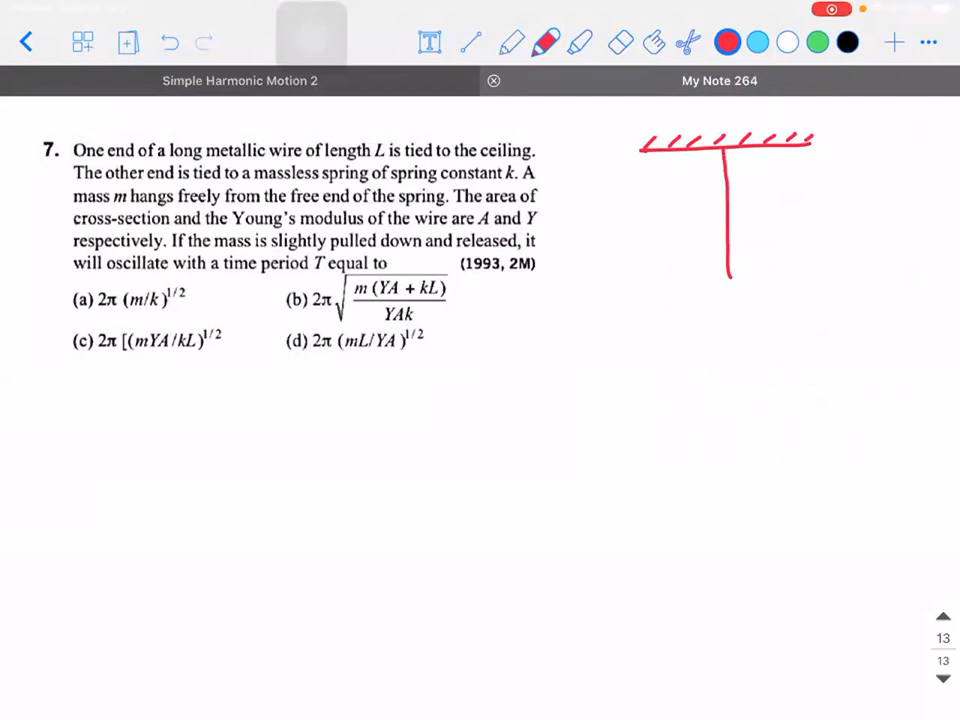 Simple Harmonic Motion 2
My Note 264
7. One end of a long metallic wire of length L is tied to the ceiling.
The other end is tied to a massless spring of spring constant k. A
mass m hangs freely from the free end of the spring. The area of
cross-section and the Young's modulus of the wire are A and Y
respectively. If the mass is slightly pulled down and released, it
will oscillate with a time period T equal to (1993, 2M)
(a) 2π (m/k)^1/2 (b) 2π √(m (YA + kL) / YAk)
(c) 2π [(mYA/kL)^1/2 (d) 2π (mL/YA )^1/2
13
13